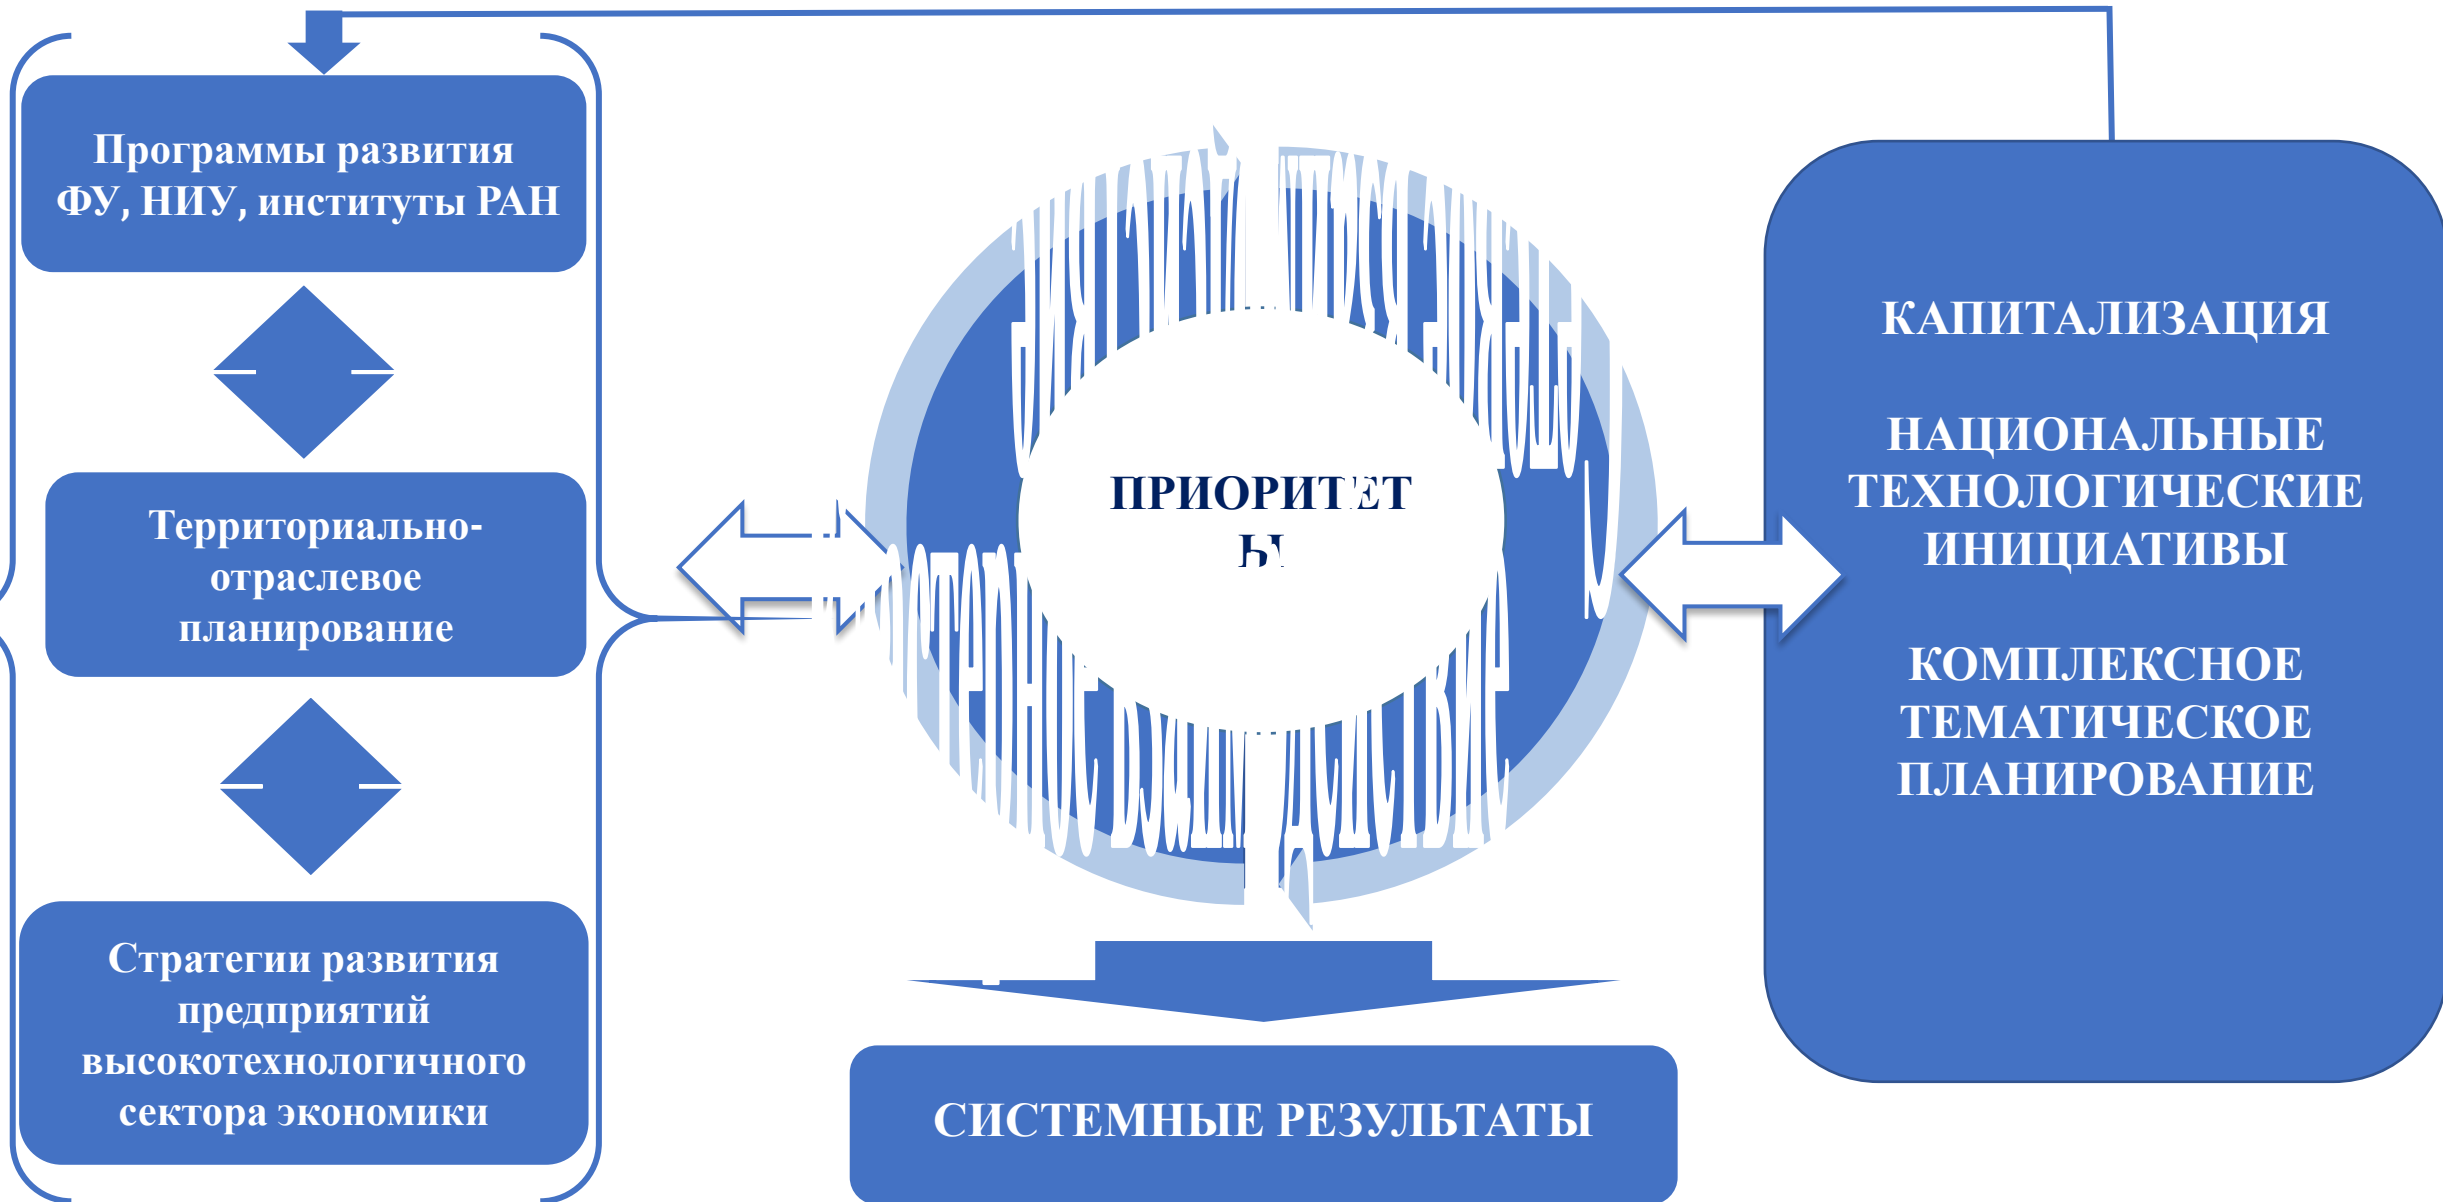 Программы развития
ФУ, НИУ, институты РАН
Территориально-
отраслевое
планирование
Стратегии развития
предприятий
высокотехнологичного
сектора экономики
ПРИОРИТЕТ
Ы
СИСТЕМНЫЕ РЕЗУЛЬТАТЫ
КАПИТАЛИЗАЦИЯ
НАЦИОНАЛЬНЫЕ
ТЕХНОЛОГИЧЕСКИЕ
ИНИЦИАТИВЫ
КОМПЛЕКСНОЕ
ТЕМАТИЧЕСКОЕ
ПЛАНИРОВАНИЕ